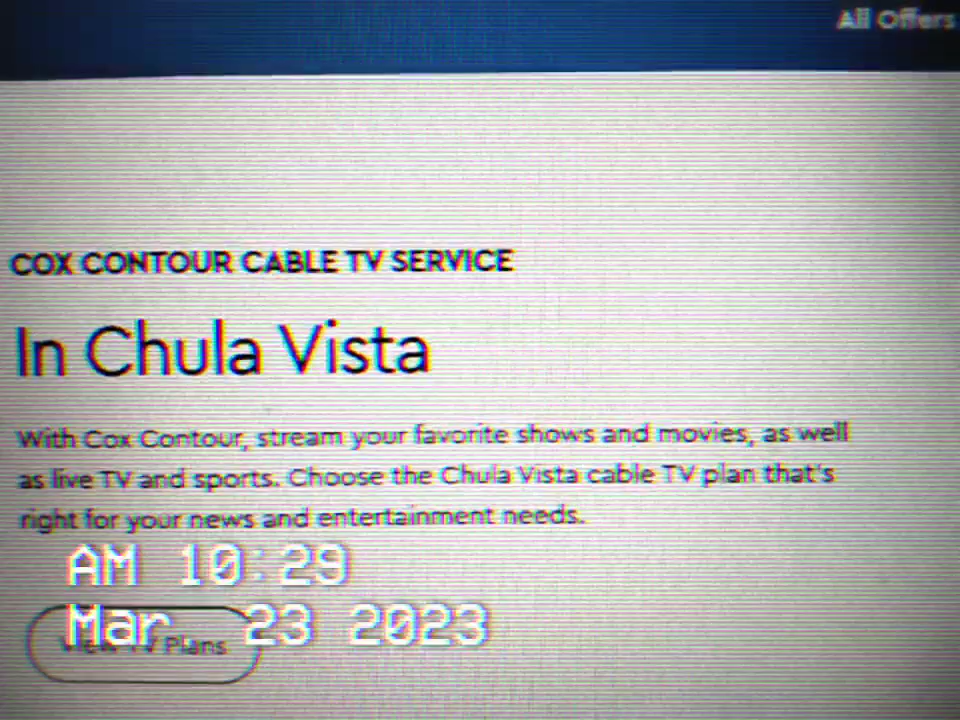 All Offers
COX CONTOUR CABLE TV SERVICE
In Chula Vista
With Cox Contour, stream your favorite shows and movies, as well
as live TV and sports. Choose the Chula Vista cable TV plan that's
right for your news and entertainment needs.
AM 10:29
Mar 23 2023
View TV Plans